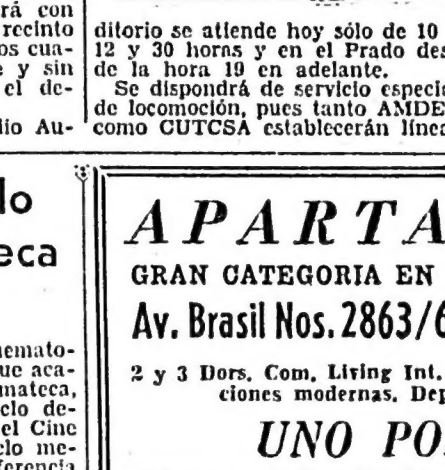 rá con
recinto
os cua-
e y sin
el de-
lio Au-
ditorio se atiende hoy sólo de 10
12 y 30 horas y en el Prado des
de la hora 19 en adelante.
Se dispondrá de servicio especi
de locomoción, pues tanto AMDE
como CUTCSA establecerán línea
lo
eca
nemato-
ue aca-
mateca,
clo de-
el Cine
clo me-
ferencia
APARTA
GRAN CATEGORIA EN
Av. Brasil Nos. 2863/6
2 y 3 Dors. Com. Living Int.
ciones modernas. Dep
UNO PO